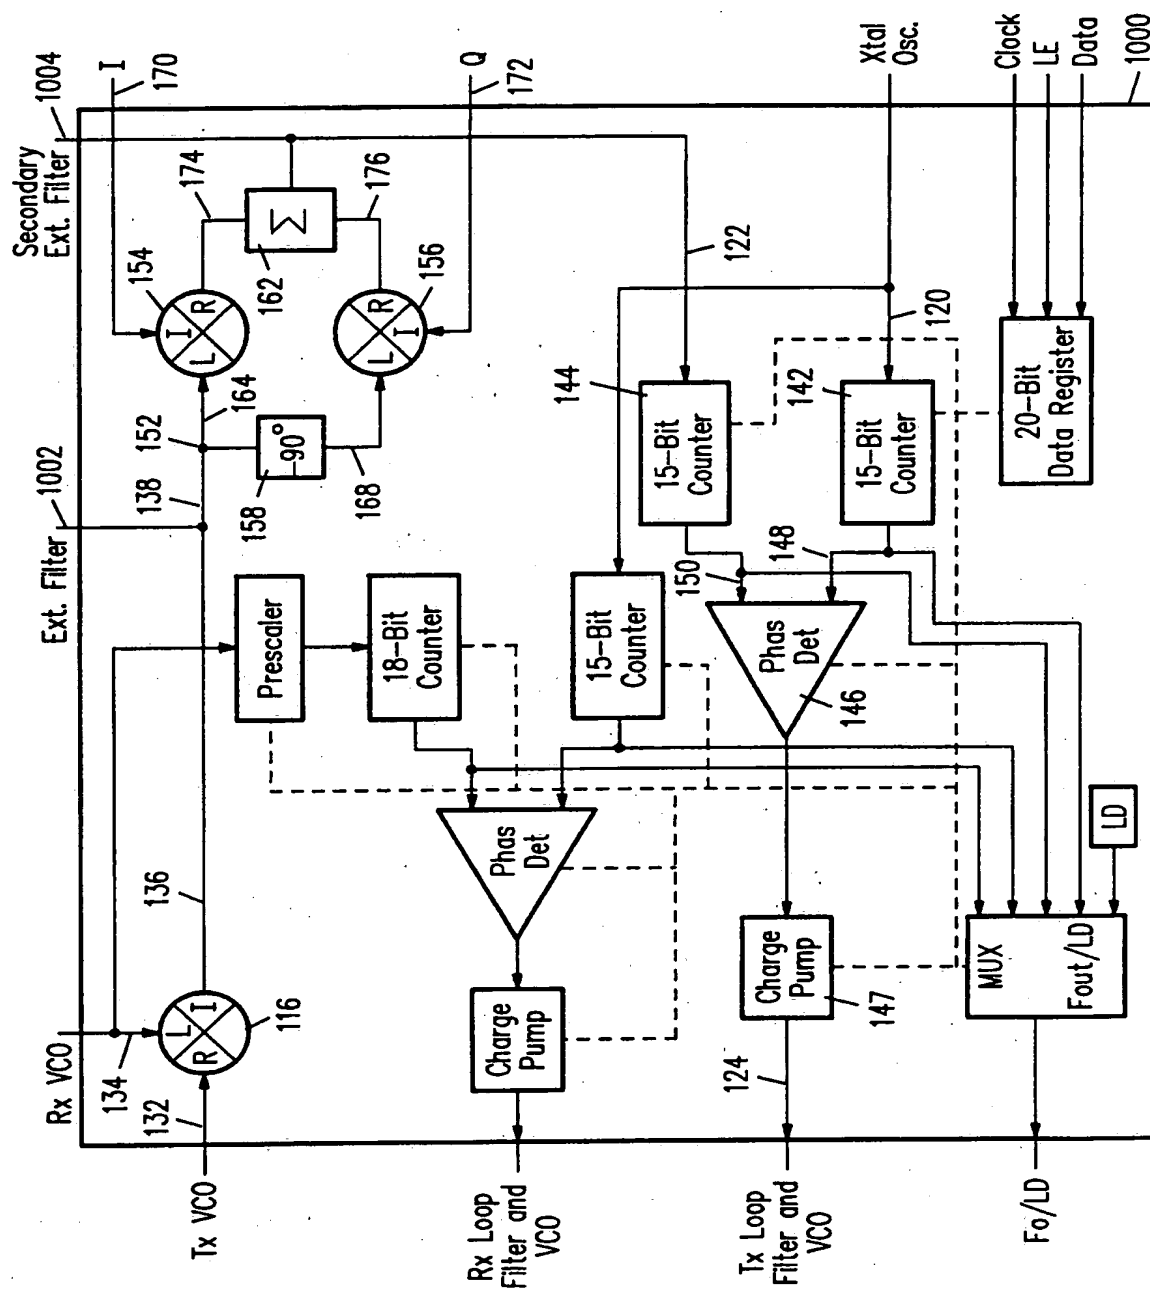 Rx VCO
134
Tx VCO
132
R
L
I
116
136
Ext. Filter
1002
138
152
164
Secondary
Ext. Filter
1004
I
170
L
I
R
154
174
Σ
162
176
-90°
158
168
L
I
R
156
Q
172
Prescaler
18-Bit
Counter
Rx Loop
Filter and
VCO
Charge
Pump
Phas
Det
15-Bit
Counter
144
15-Bit
Counter
122
Tx Loop
Filter and
VCO
124
Charge
Pump
147
Phas
Det
146
150
148
142
15-Bit
Counter
120
Xtal
Osc.
Fo/LD
MUX
Fout/LD
LD
20-Bit
Data Register
Clock
LE
Data
1000